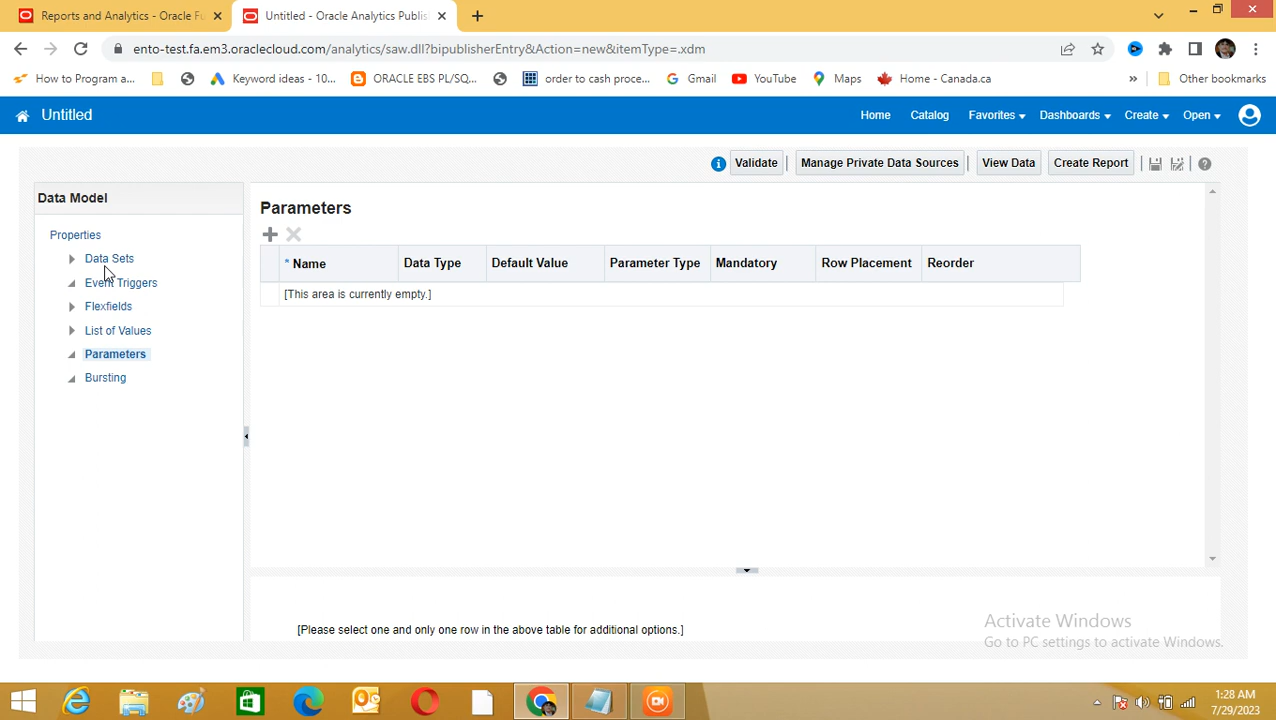 Reports and Analytics - Oracle Fu
Untitled - Oracle Analytics Publis
ento-test.fa.em3.oraclecloud.com/analytics/saw.dll?bipublisherEntry&Action=new&itemType=.xdm
How to Program a...
Keyword ideas - 10...
ORACLE EBS PL/SQ...
order to cash proce...
Gmail
YouTube
Maps
Home - Canada.ca
»
Other bookmarks
Untitled
Home
Catalog
Favorites
Dashboards
Create
Open
Validate
Manage Private Data Sources
View Data
Create Report
Data Model
Properties
Data Sets
Event Triggers
Flexfields
List of Values
Parameters
Bursting
Parameters
* Name
Data Type
Default Value
Parameter Type
Mandatory
Row Placement
Reorder
[This area is currently empty.]
[Please select one and only one row in the above table for additional options.]
Activate Windows
Go to PC settings to activate Windows.
1:28 AM
7/29/2023